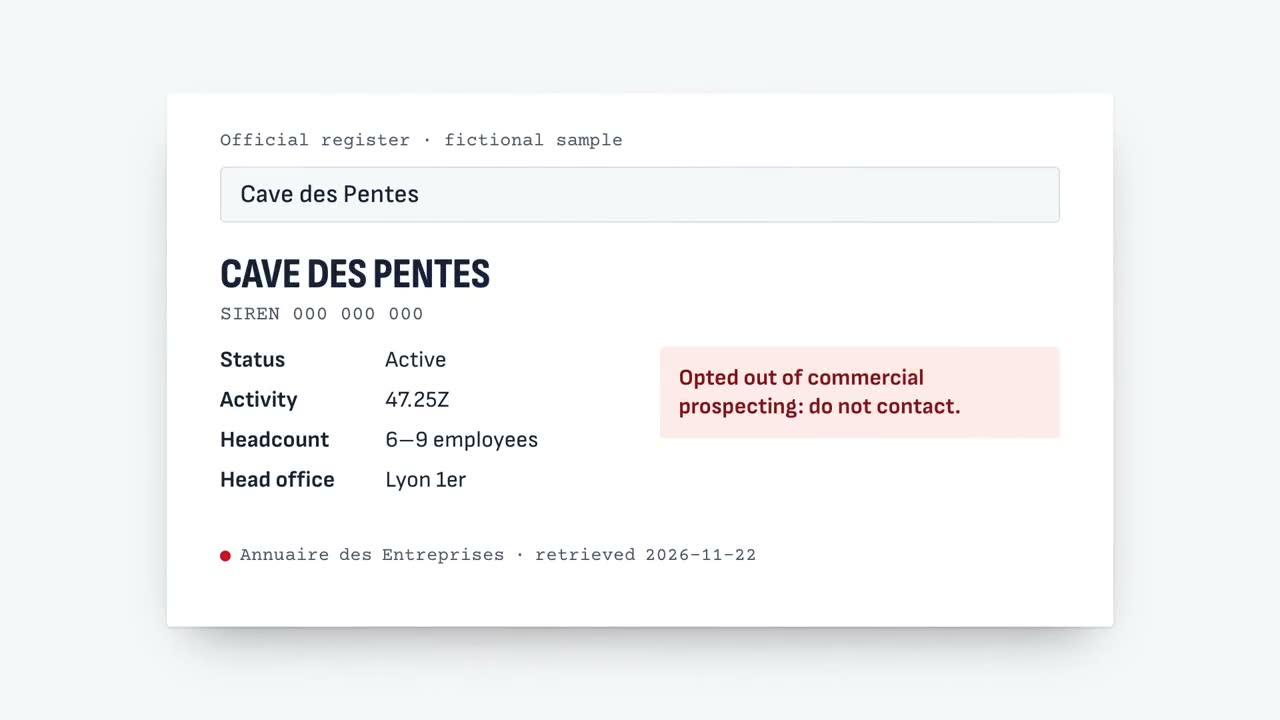 Official register · fictional sample
Cave des Pentes
CAVE DES PENTES
SIREN 000 000 000
Status Active
Activity 47.25Z
Headcount 6–9 employees
Head office Lyon 1er
Opted out of commercial
prospecting: do not contact.
Annuaire des Entreprises · retrieved 2026-11-22